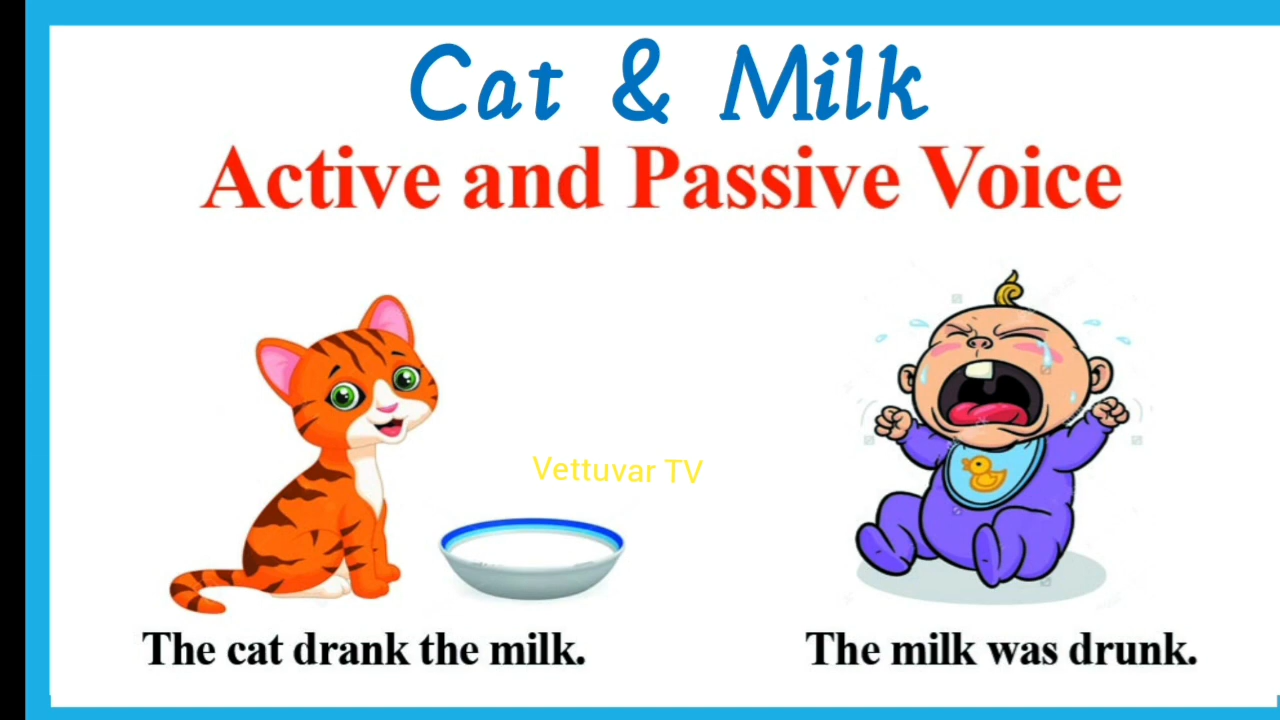 Cat & Milk
Active and Passive Voice
Vettuvar TV
The cat drank the milk.
The milk was drunk.